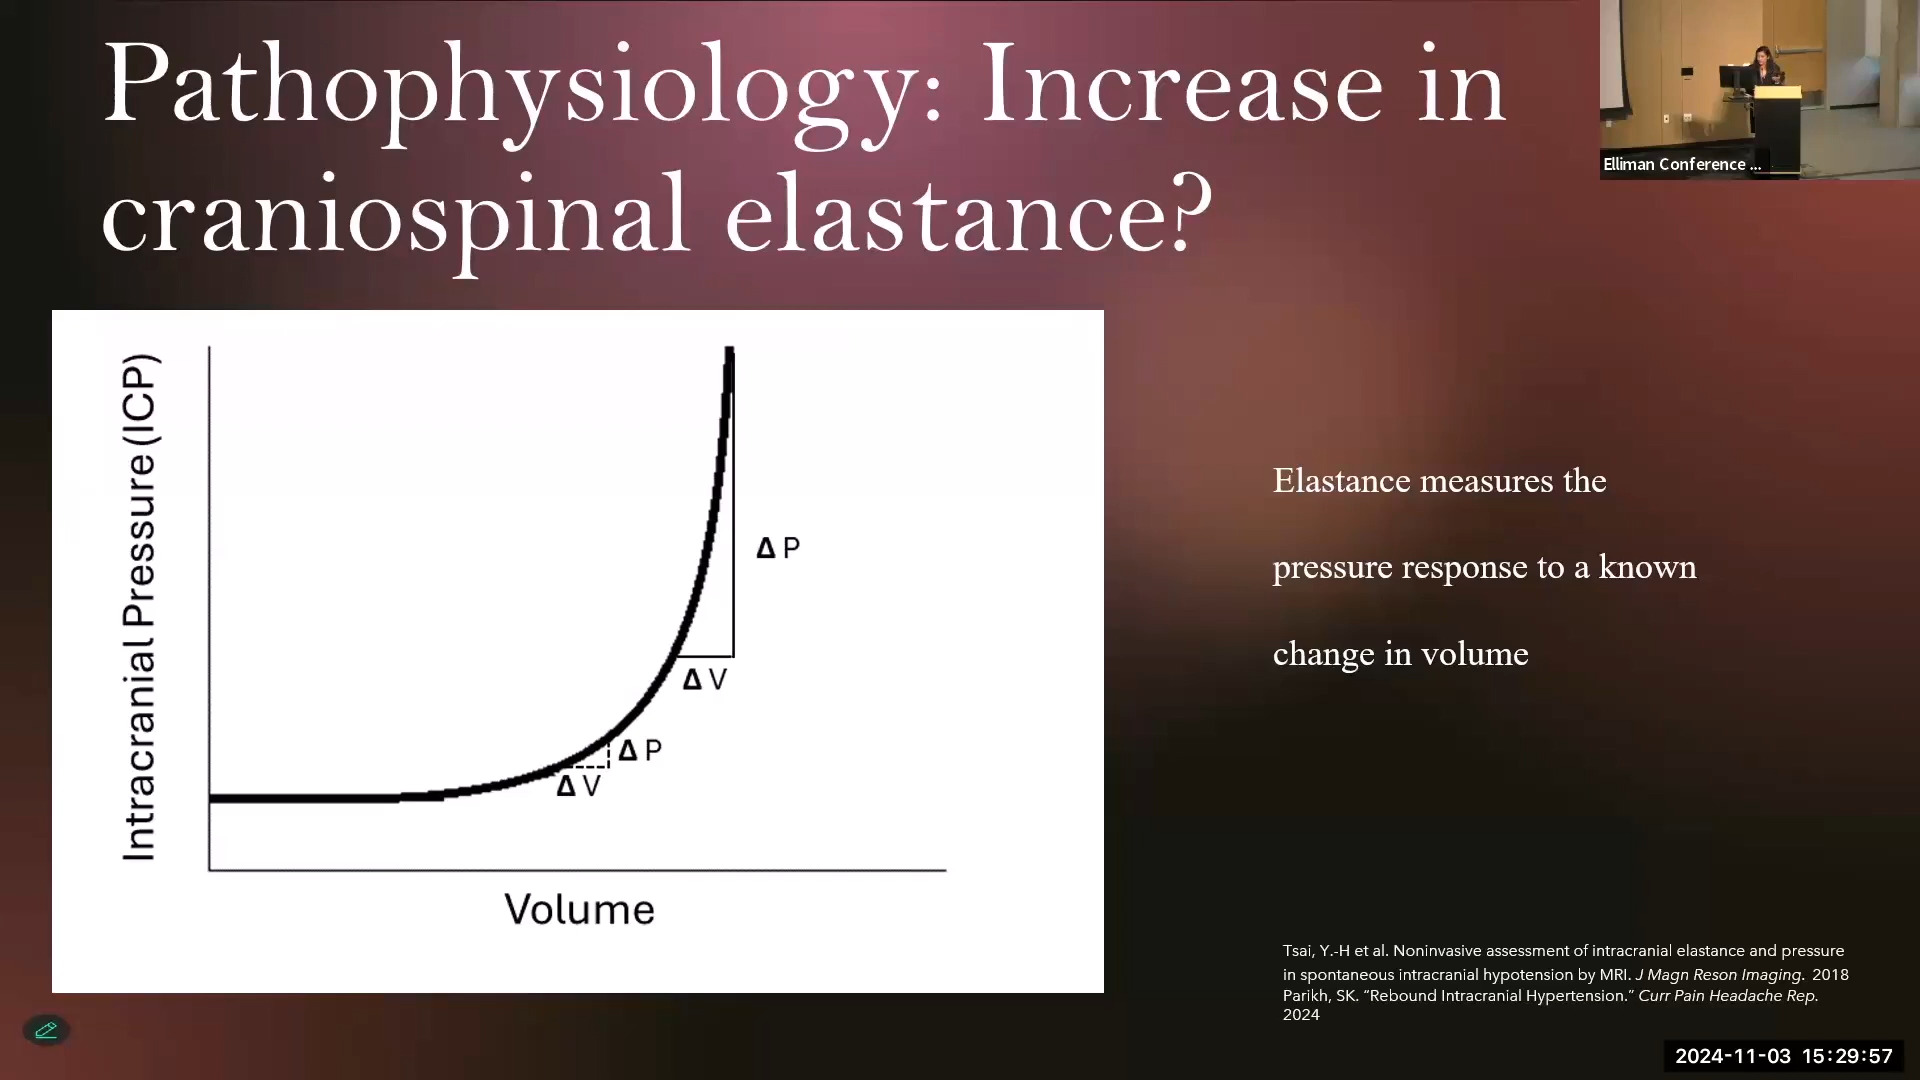 Pathophysiology: Increase in
craniospinal elastance?
Elliman Conference ...
Intracranial Pressure (ICP)
Δ P
Δ V
Δ P
Δ V
Volume
Elastance measures the
pressure response to a known
change in volume
Tsai, Y.-H et al. Noninvasive assessment of intracranial elastance and pressure
in spontaneous intracranial hypotension by MRI. J Magn Reson Imaging. 2018
Parikh, SK. “Rebound Intracranial Hypertension.” Curr Pain Headache Rep.
2024
2024-11-03 15:29:57